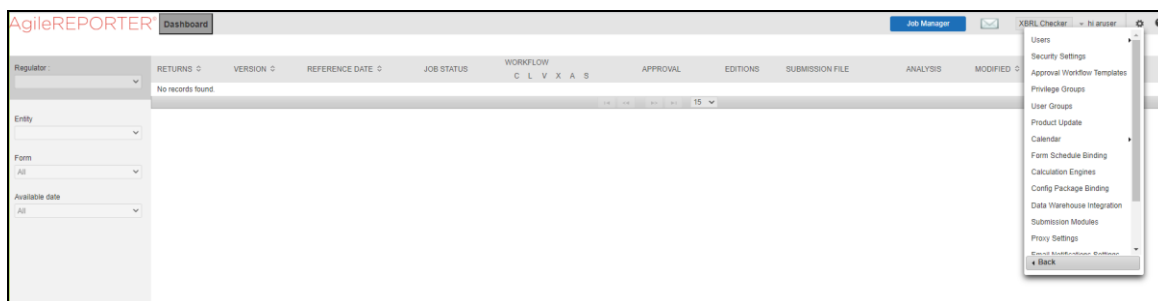 AgileREPORTER® Dashboard Job Manager XBRL Checker hi aruser
Regulator :
RETURNS VERSION REFERENCE DATE JOB STATUS WORKFLOW APPROVAL EDITIONS SUBMISSION FILE ANALYSIS MODIFIED
C L V X A S
No records found.
15
Entity
Form
All
Available date
All
Users
Security Settings
Approval Workflow Templates
Privilege Groups
User Groups
Product Update
Calendar
Form Schedule Binding
Calculation Engines
Config Package Binding
Data Warehouse Integration
Submission Modules
Proxy Settings
Email Notifications Settings
Back